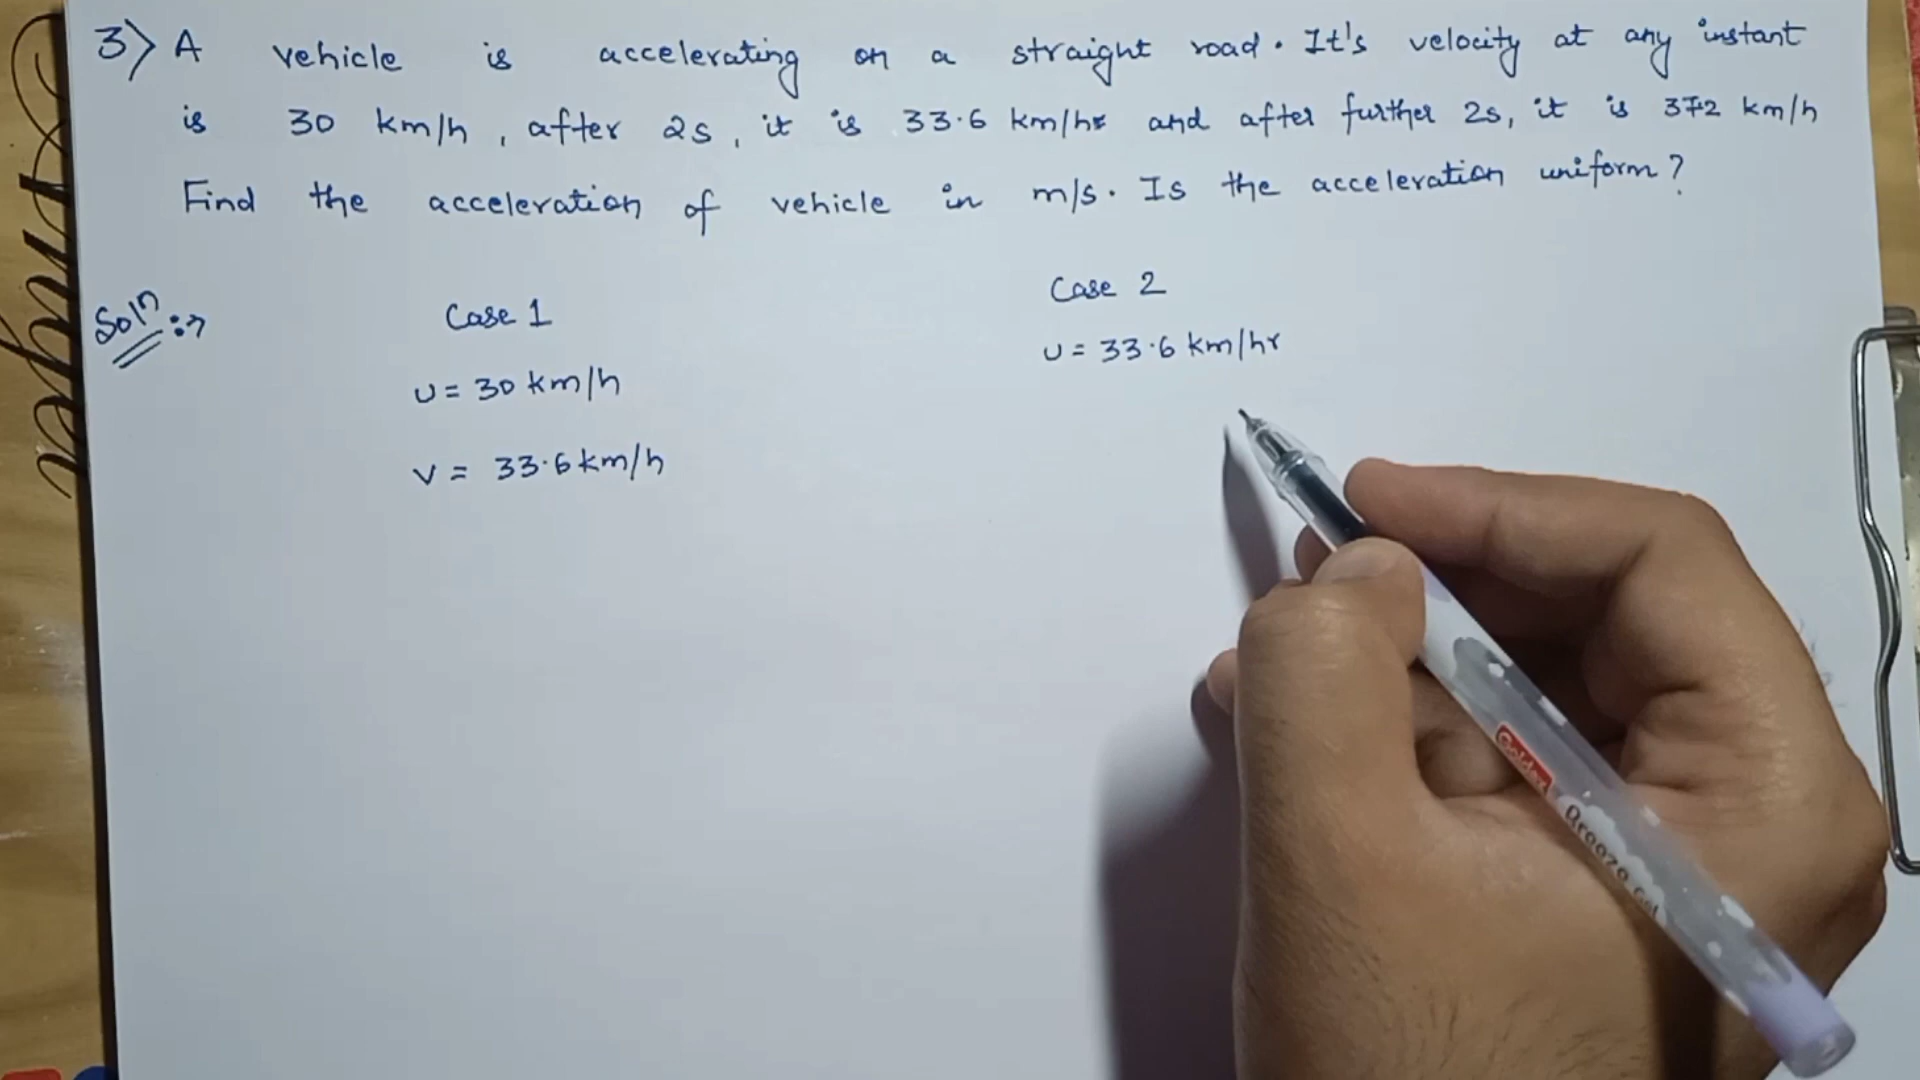 3) A vehicle is accelerating on a straight road. It's velocity at any instant
is 30 km/h, after 2s, it is 33.6 km/hr and after further 2s, it is 37.2 km/h
Find the acceleration of vehicle in m/s. Is the acceleration uniform?
Soln :→
Case 1
u = 30 km/h
v = 33.6 km/h
Case 2
u = 33.6 km/hr
Goldex